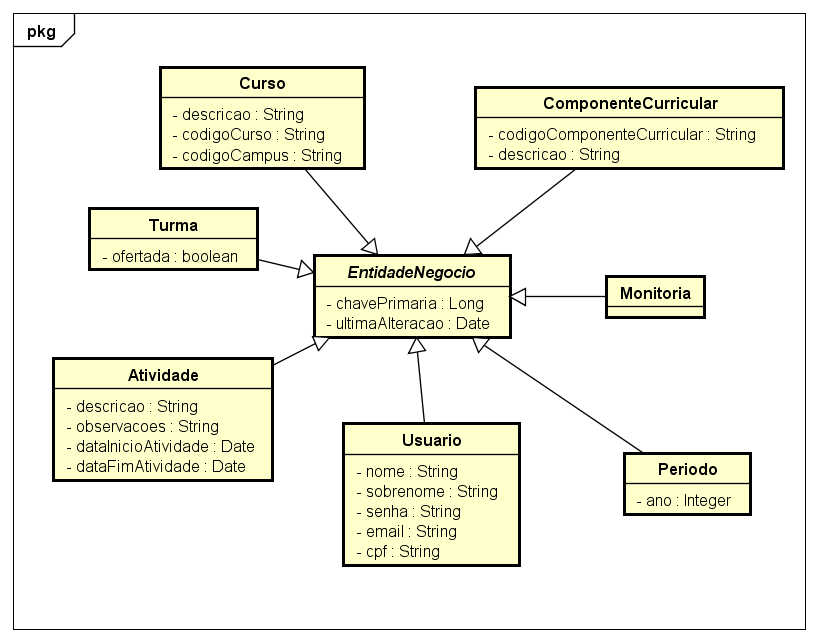 pkg
Curso
- descricao : String
- codigoCurso : String
- codigoCampus : String
ComponenteCurricular
- codigoComponenteCurricular : String
- descricao : String
Turma
- ofertada : boolean
EntidadeNegocio
- chavePrimaria : Long
- ultimaAlteracao : Date
Monitoria
Atividade
- descricao : String
- observacoes : String
- dataInicioAtividade : Date
- dataFimAtividade : Date
Usuario
- nome : String
- sobrenome : String
- senha : String
- email : String
- cpf : String
Periodo
- ano : Integer